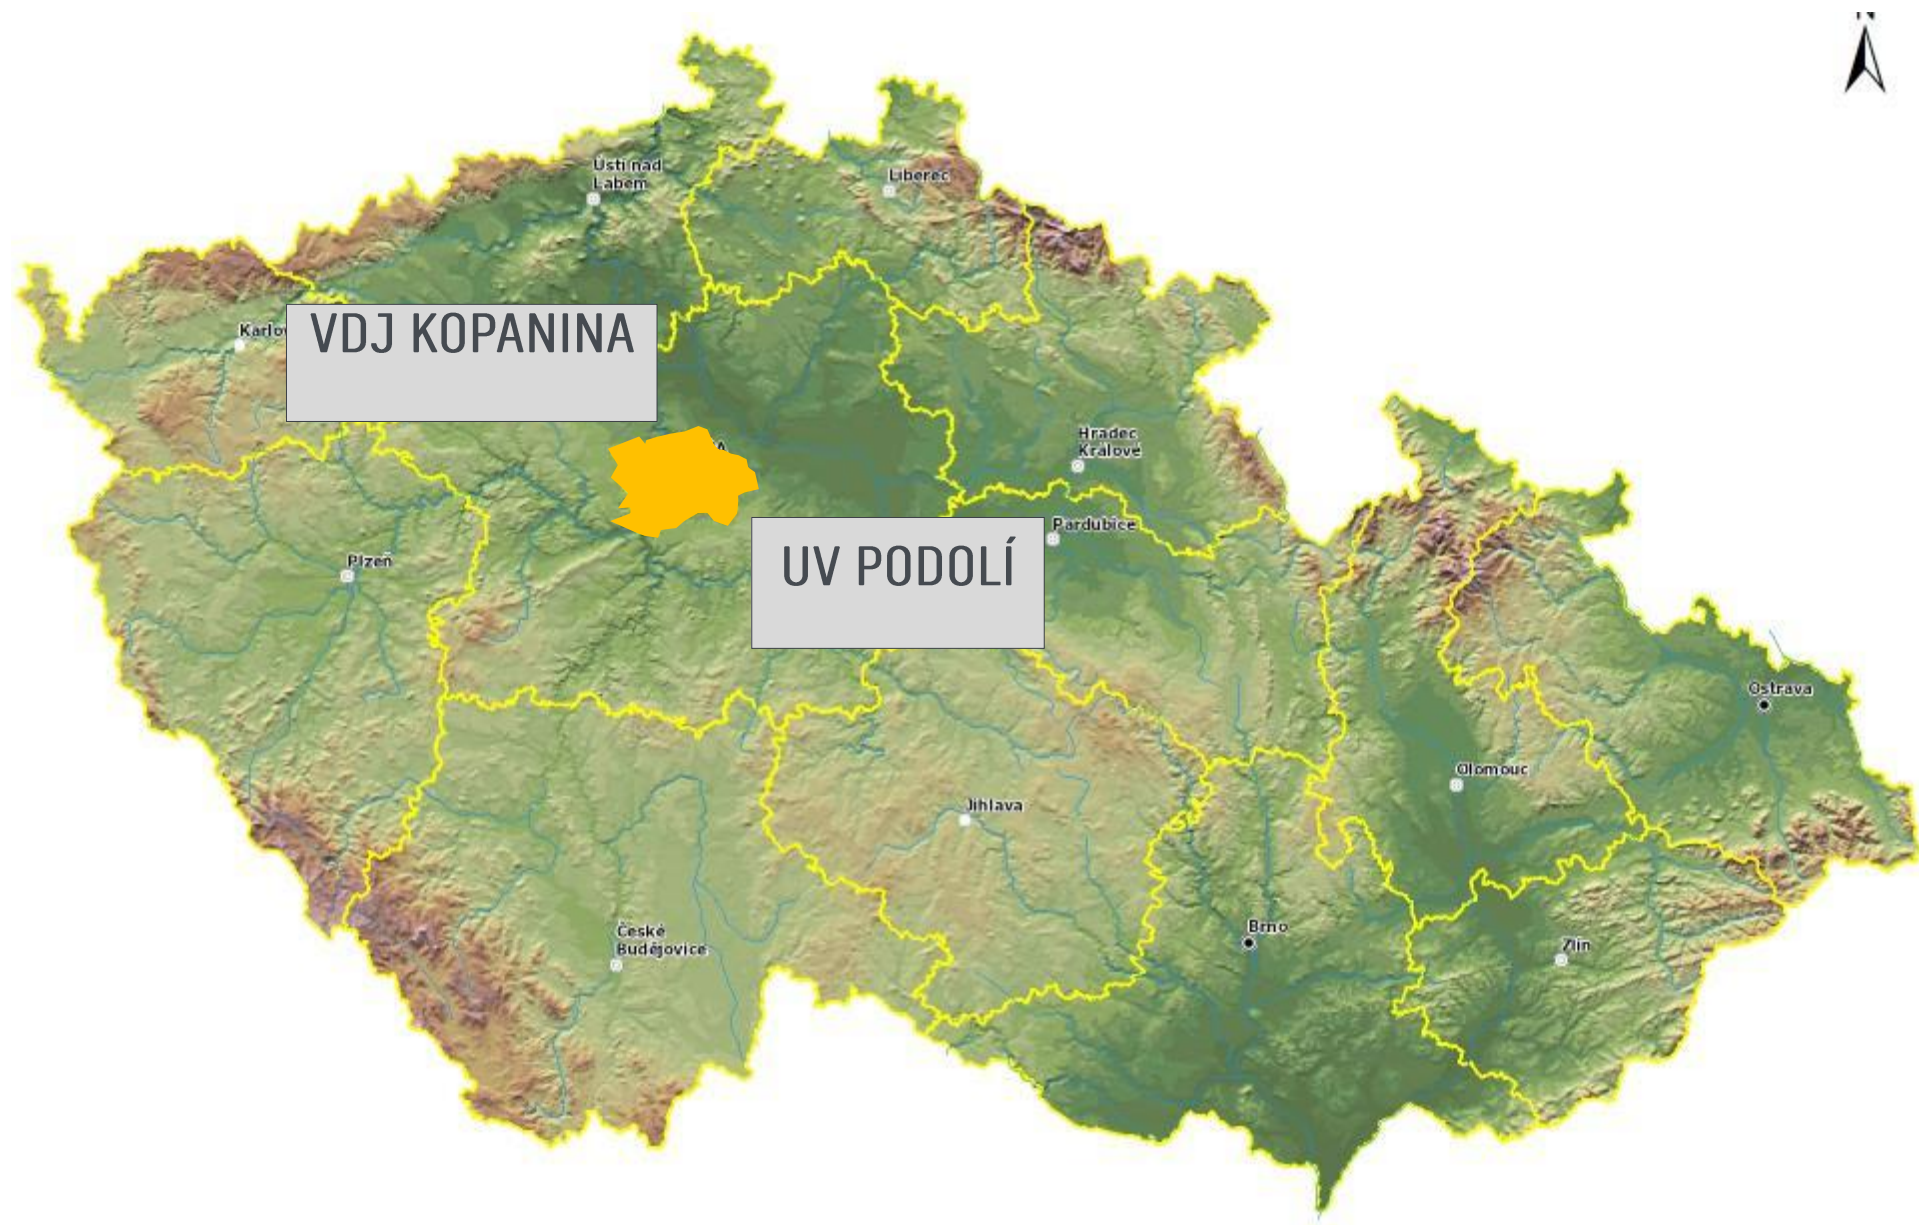 N
Ústí nad
Labem
Liberec
VDJ KOPANINA
Hradec
Králové
Pardubice
UV PODOLÍ
Plzeň
Ostrava
Olomouc
Jihlava
Brno
České
Budějovice
Zlín